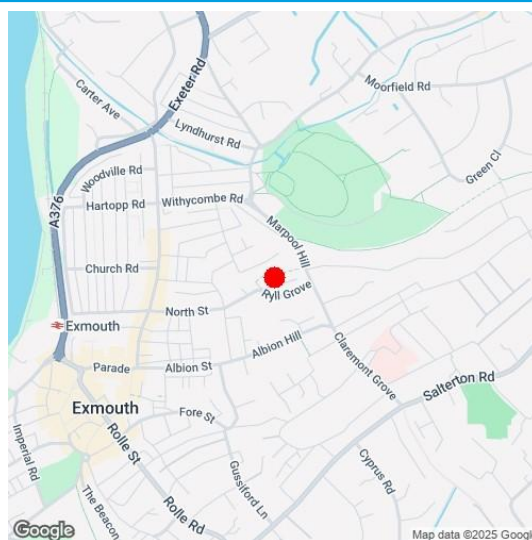 Carter Ave
Exeter Rd
Moorfield Rd
Lyndhurst Rd
Green Cl
Woodville Rd
A376
Hartopp Rd
Withycombe Rd
Marpool Hill
Church Rd
Ryll Grove
North St
Exmouth
Albion Hill
Parade
Albion St
Claremont Grove
Salterton Rd
Exmouth
Fore St
Imperial Rd
Rolle St
Gussiford Ln
Cyprus Rd
The Beacon
Rolle Rd
Google
Map data ©2025 Google